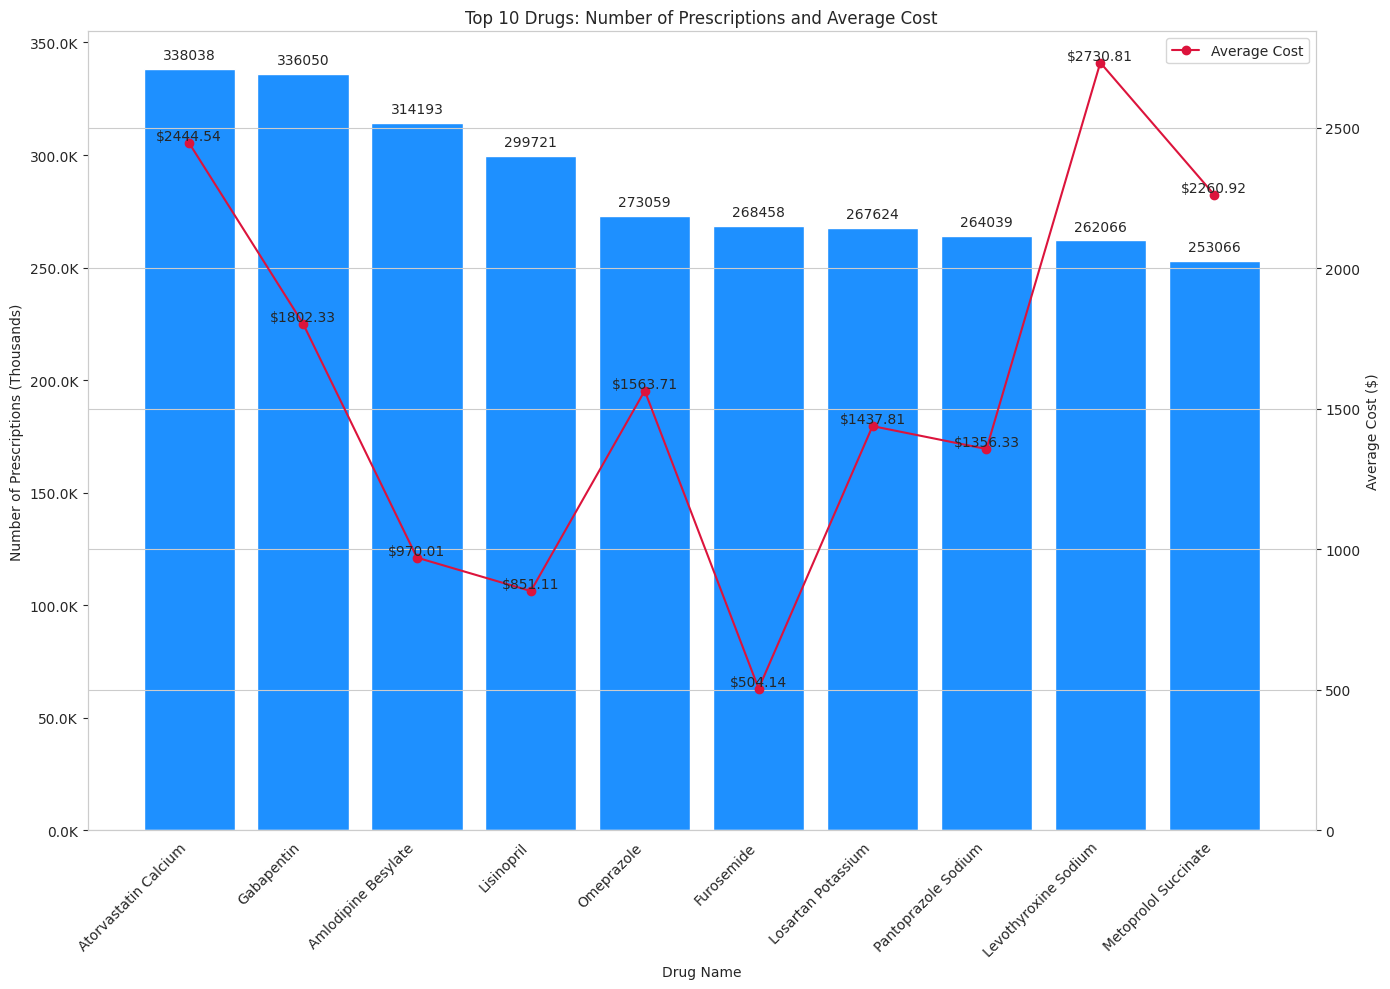 Top 10 Drugs: Number of Prescriptions and Average Cost
Average Cost
Number of Prescriptions (Thousands)
350.0K
300.0K
250.0K
200.0K
150.0K
100.0K
50.0K
0.0K
338038
336050
314193
299721
273059
268458
267624
264039
262066
253066
$2444.54
$1802.33
$970.01
$851.11
$1563.71
$504.14
$1437.81
$1356.33
$2730.81
$2260.92
2500
2000
1500
1000
500
0
Average Cost ($)
Atorvastatin Calcium
Gabapentin
Amlodipine Besylate
Lisinopril
Omeprazole
Furosemide
Losartan Potassium
Pantoprazole Sodium
Levothyroxine Sodium
Metoprolol Succinate
Drug Name